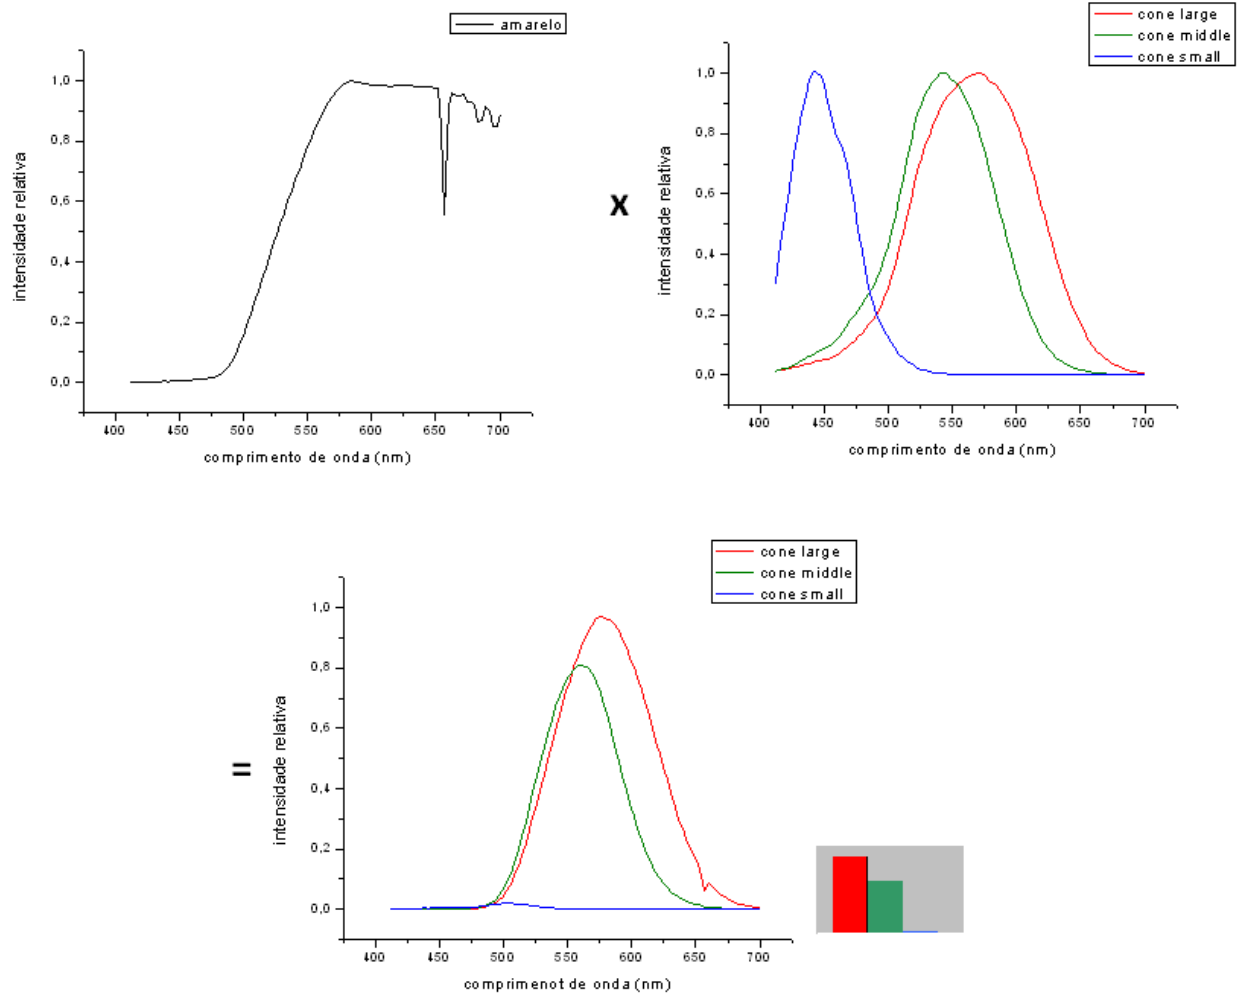 amarelo
intensidade relativa
1,0
0,8
0,6
0,4
0,2
0,0
400 450 500 550 600 650 700
comprimento de onda (nm)
X
cone large
cone middle
cone small
intensidade relativa
1,0
0,8
0,6
0,4
0,2
0,0
400 450 500 550 600 650 700
comprimento de onda (nm)
=
cone large
cone middle
cone small
intensidade relativa
1,0
0,8
0,6
0,4
0,2
0,0
400 450 500 550 600 650 700
comprimenot de onda (nm)